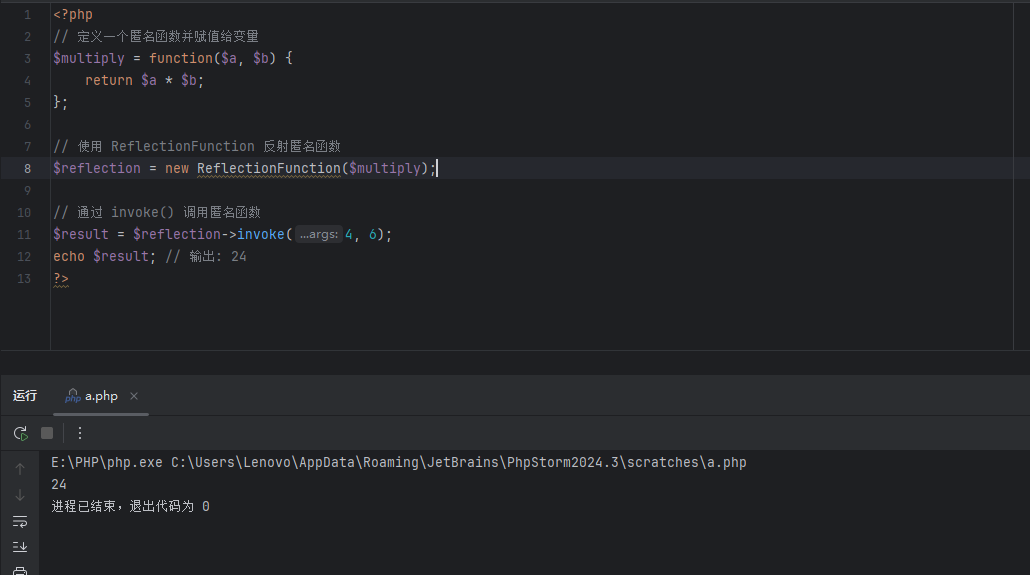 1 <?php
2 // 定义一个匿名函数并赋值给变量
3 $multiply = function($a, $b) {
4     return $a * $b;
5 };
6
7 // 使用 ReflectionFunction 反射匿名函数
8 $reflection = new ReflectionFunction($multiply);
9
10 // 通过 invoke() 调用匿名函数
11 $result = $reflection->invoke( ...args: 4, 6);
12 echo $result; // 输出: 24
13 ?>
运行 php a.php ×
E:\PHP\php.exe C:\Users\Lenovo\AppData\Roaming\JetBrains\PhpStorm2024.3\scratches\a.php
24
进程已结束，退出代码为 0